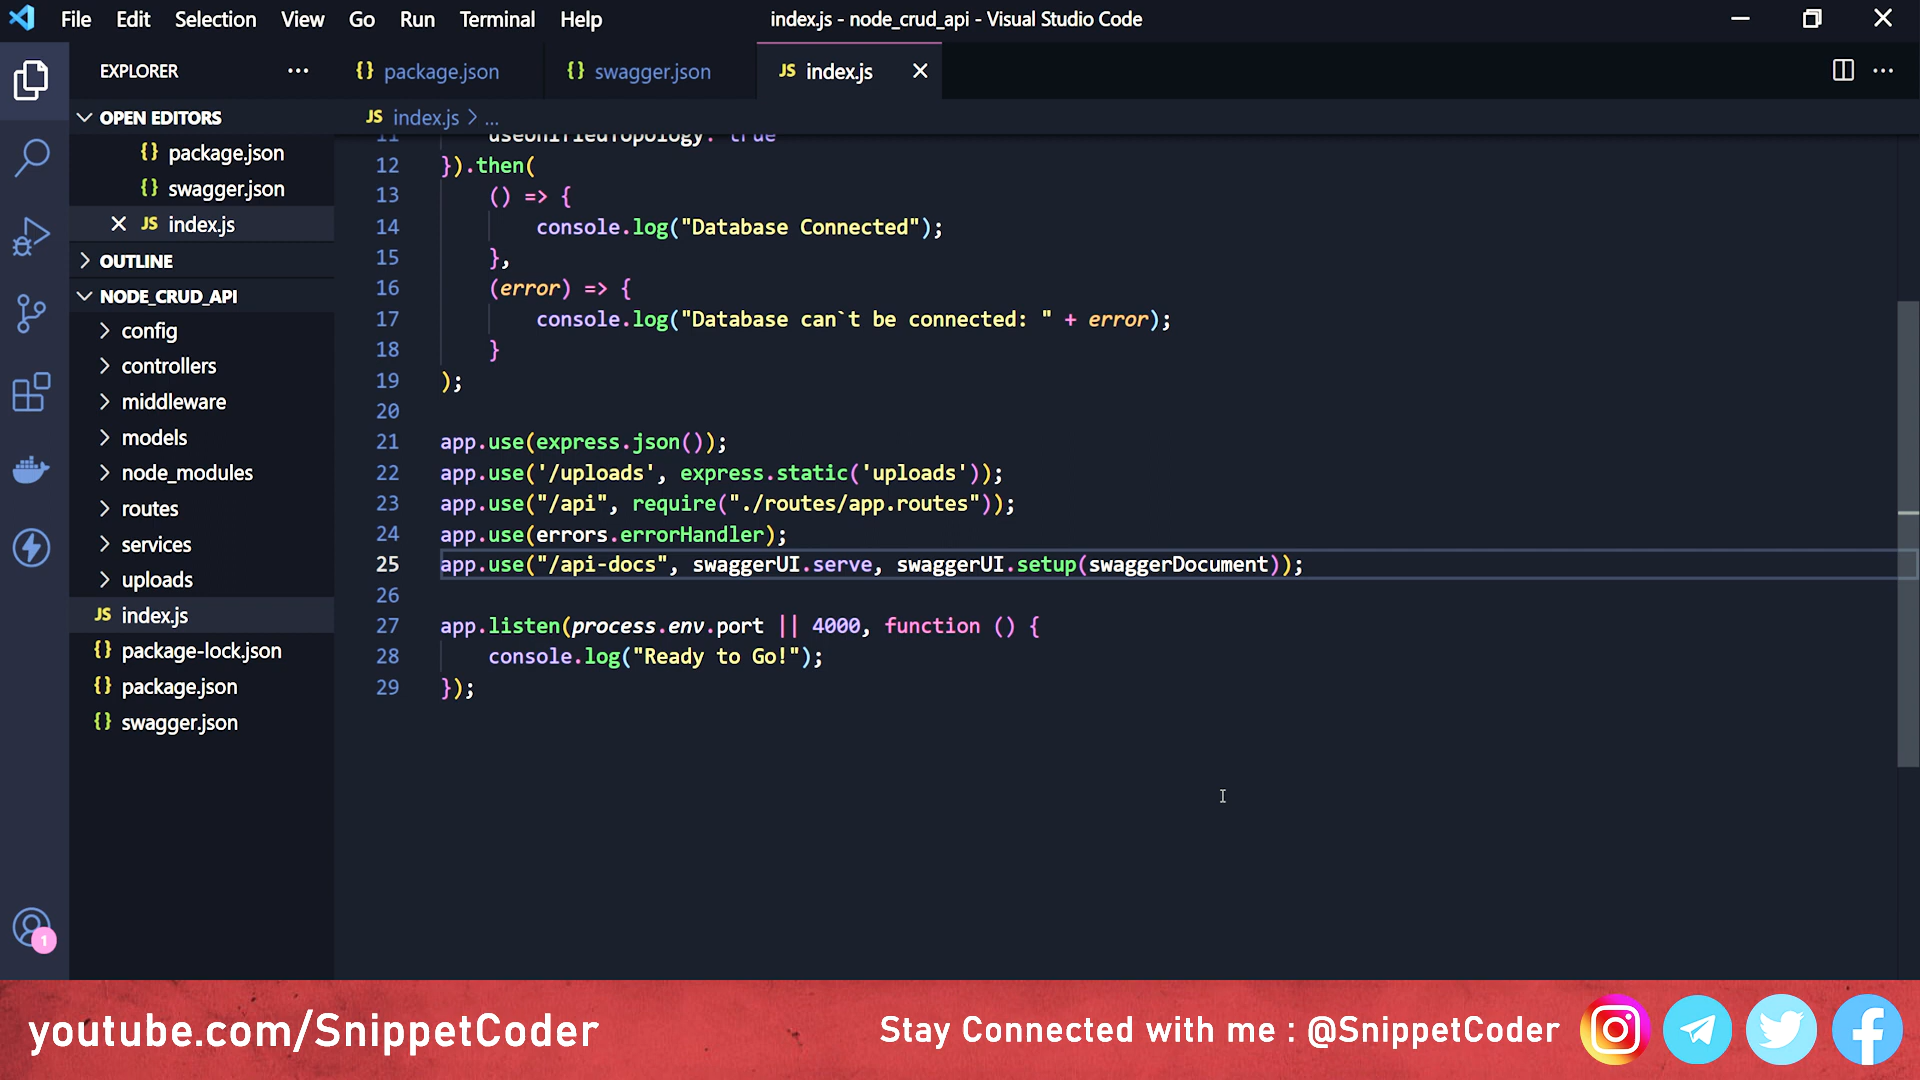 File Edit Selection View Go Run Terminal Help
index.js - node_crud_api - Visual Studio Code
EXPLORER
{} package.json
{} swagger.json
JS index.js
OPEN EDITORS
{} package.json
{} swagger.json
JS index.js
OUTLINE
NODE_CRUD_API
config
controllers
middleware
models
node_modules
routes
services
uploads
JS index.js
{} package-lock.json
{} package.json
{} swagger.json
1
JS index.js > ...
11 useUnifiedTopology: true
12 }).then(
13 () => {
14 console.log("Database Connected");
15 },
16 (error) => {
17 console.log("Database can`t be connected: " + error);
18 }
19 );
20
21 app.use(express.json());
22 app.use('/uploads', express.static('uploads'));
23 app.use("/api", require("./routes/app.routes"));
24 app.use(errors.errorHandler);
25 app.use("/api-docs", swaggerUI.serve, swaggerUI.setup(swaggerDocument));
26
27 app.listen(process.env.port || 4000, function () {
28 console.log("Ready to Go!");
29 });
youtube.com/SnippetCoder
Stay Connected with me : @SnippetCoder